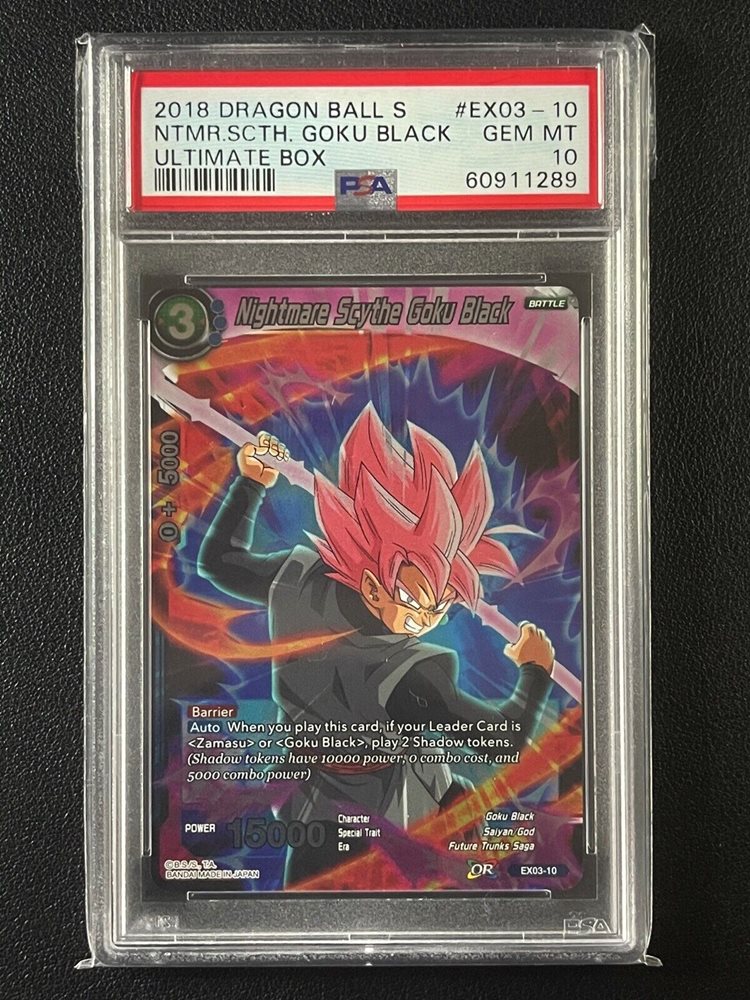 2018 DRAGON BALL S #EX03-10
NTMR.SCTH. GOKU BLACK GEM MT
ULTIMATE BOX 10
PSA 60911289
3 Nightmare Scythe Goku Black BATTLE
0+ 5000
Barrier
Auto When you play this card, if your Leader Card is
<Zamasu> or <Goku Black>, play 2 Shadow tokens.
(Shadow tokens have 10000 power, 0 combo cost, and
5000 combo power)
POWER 15000
Character Goku Black
Special Trait Saiyan/God
Era Future Trunks Saga
©B.S./S., T.A.
BANDAI MADE IN JAPAN
OR EX03-10
PSA